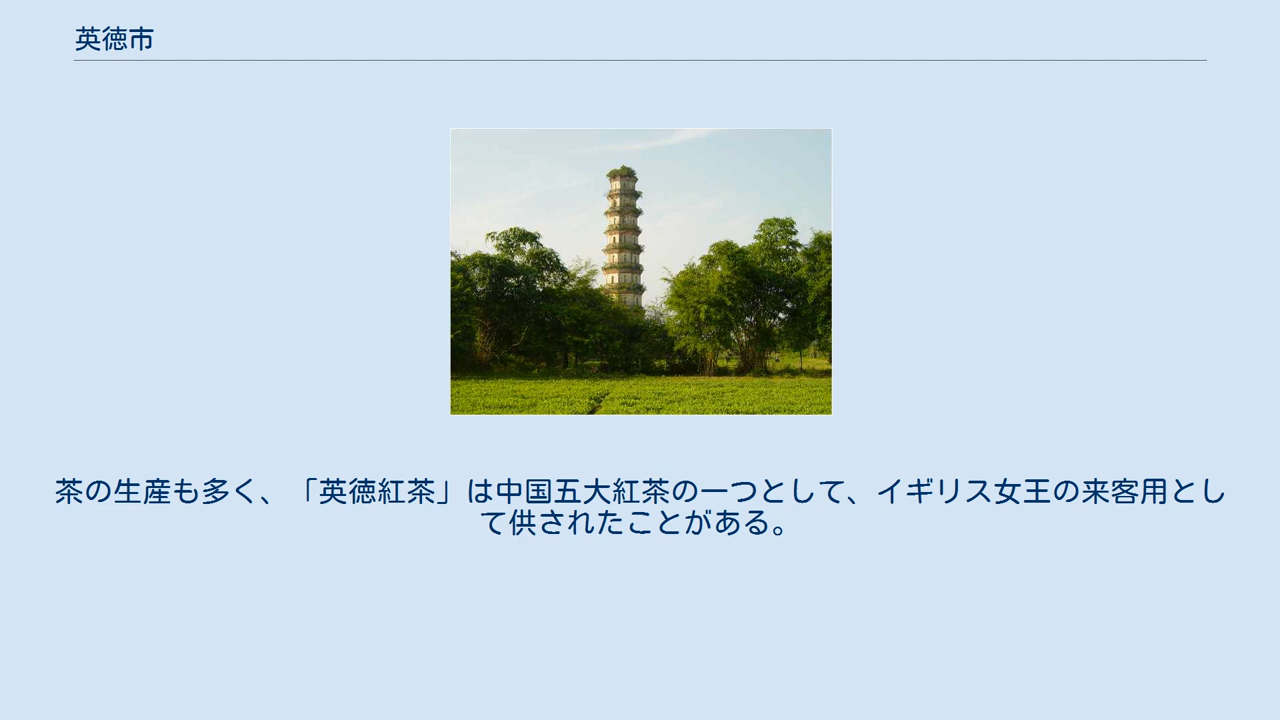 英徳市
茶の生産も多く、「英徳紅茶」は中国五大紅茶の一つとして、イギリス女王の来客用とし
て供されたことがある。